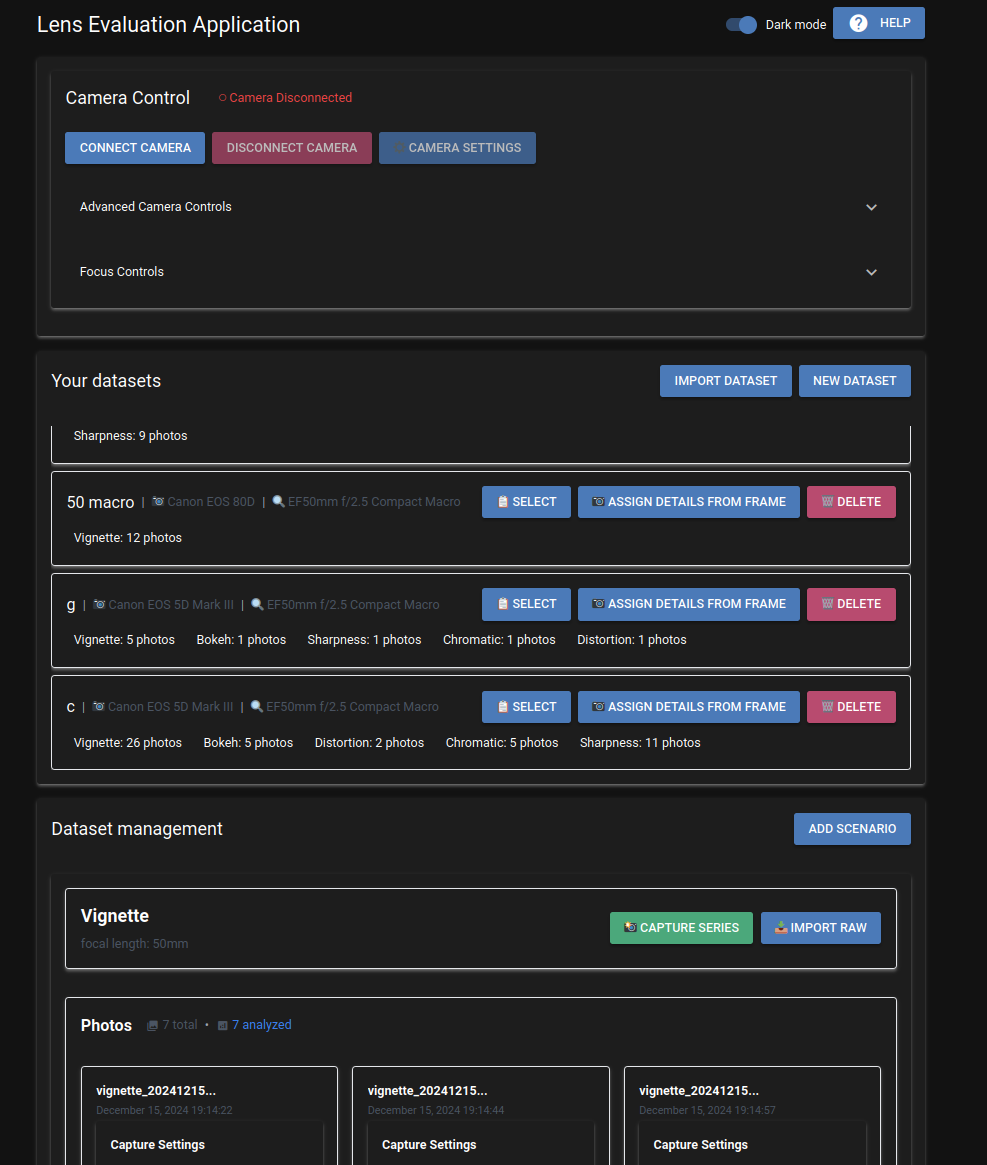 Lens Evaluation Application
Dark mode
HELP
Camera Control
Camera Disconnected
CONNECT CAMERA
DISCONNECT CAMERA
CAMERA SETTINGS
Advanced Camera Controls
Focus Controls
Your datasets
IMPORT DATASET
NEW DATASET
Sharpness: 9 photos
50 macro | Canon EOS 80D | EF50mm f/2.5 Compact Macro
SELECT
ASSIGN DETAILS FROM FRAME
DELETE
Vignette: 12 photos
g | Canon EOS 5D Mark III | EF50mm f/2.5 Compact Macro
SELECT
ASSIGN DETAILS FROM FRAME
DELETE
Vignette: 5 photos Bokeh: 1 photos Sharpness: 1 photos Chromatic: 1 photos Distortion: 1 photos
c | Canon EOS 5D Mark III | EF50mm f/2.5 Compact Macro
SELECT
ASSIGN DETAILS FROM FRAME
DELETE
Vignette: 26 photos Bokeh: 5 photos Distortion: 2 photos Chromatic: 5 photos Sharpness: 11 photos
Dataset management
ADD SCENARIO
Vignette
focal length: 50mm
CAPTURE SERIES
IMPORT RAW
Photos 7 total • 7 analyzed
vignette_20241215...
December 15, 2024 19:14:22
Capture Settings
vignette_20241215...
December 15, 2024 19:14:44
Capture Settings
vignette_20241215...
December 15, 2024 19:14:57
Capture Settings